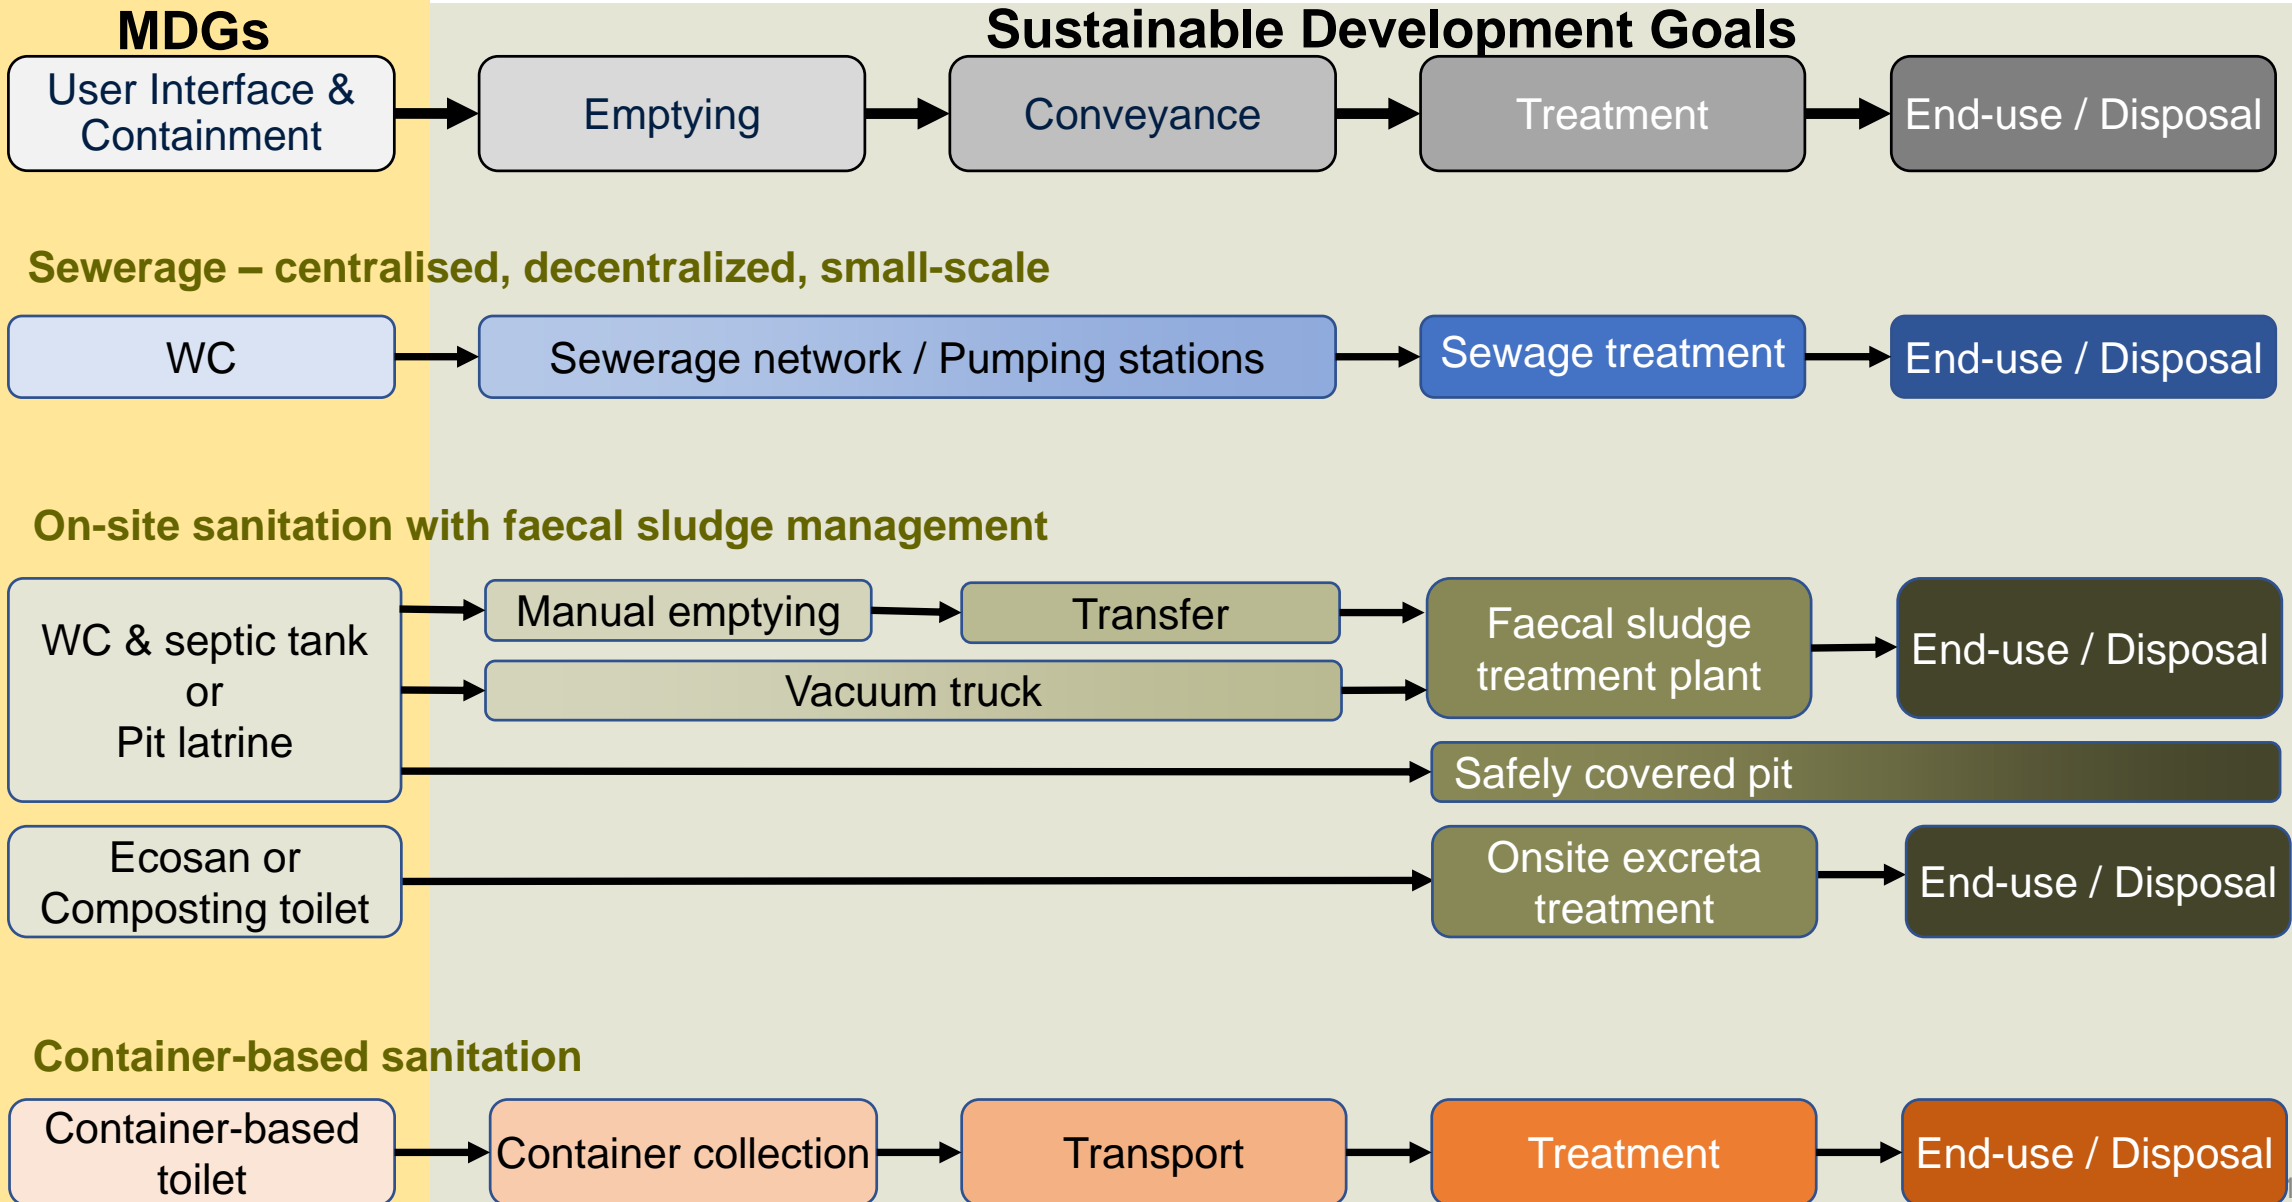 MDGs
Sustainable Development Goals
User Interface &
Containment
Emptying
Conveyance
Treatment
End-use / Disposal
Sewerage – centralised, decentralized, small-scale
WC
Sewerage network / Pumping stations
Sewage treatment
End-use / Disposal
On-site sanitation with faecal sludge management
WC & septic tank
or
Pit latrine
Manual emptying
Transfer
Vacuum truck
Faecal sludge
treatment plant
End-use / Disposal
Safely covered pit
Ecosan or
Composting toilet
Onsite excreta
treatment
End-use / Disposal
Container-based sanitation
Container-based
toilet
Container collection
Transport
Treatment
End-use / Disposal